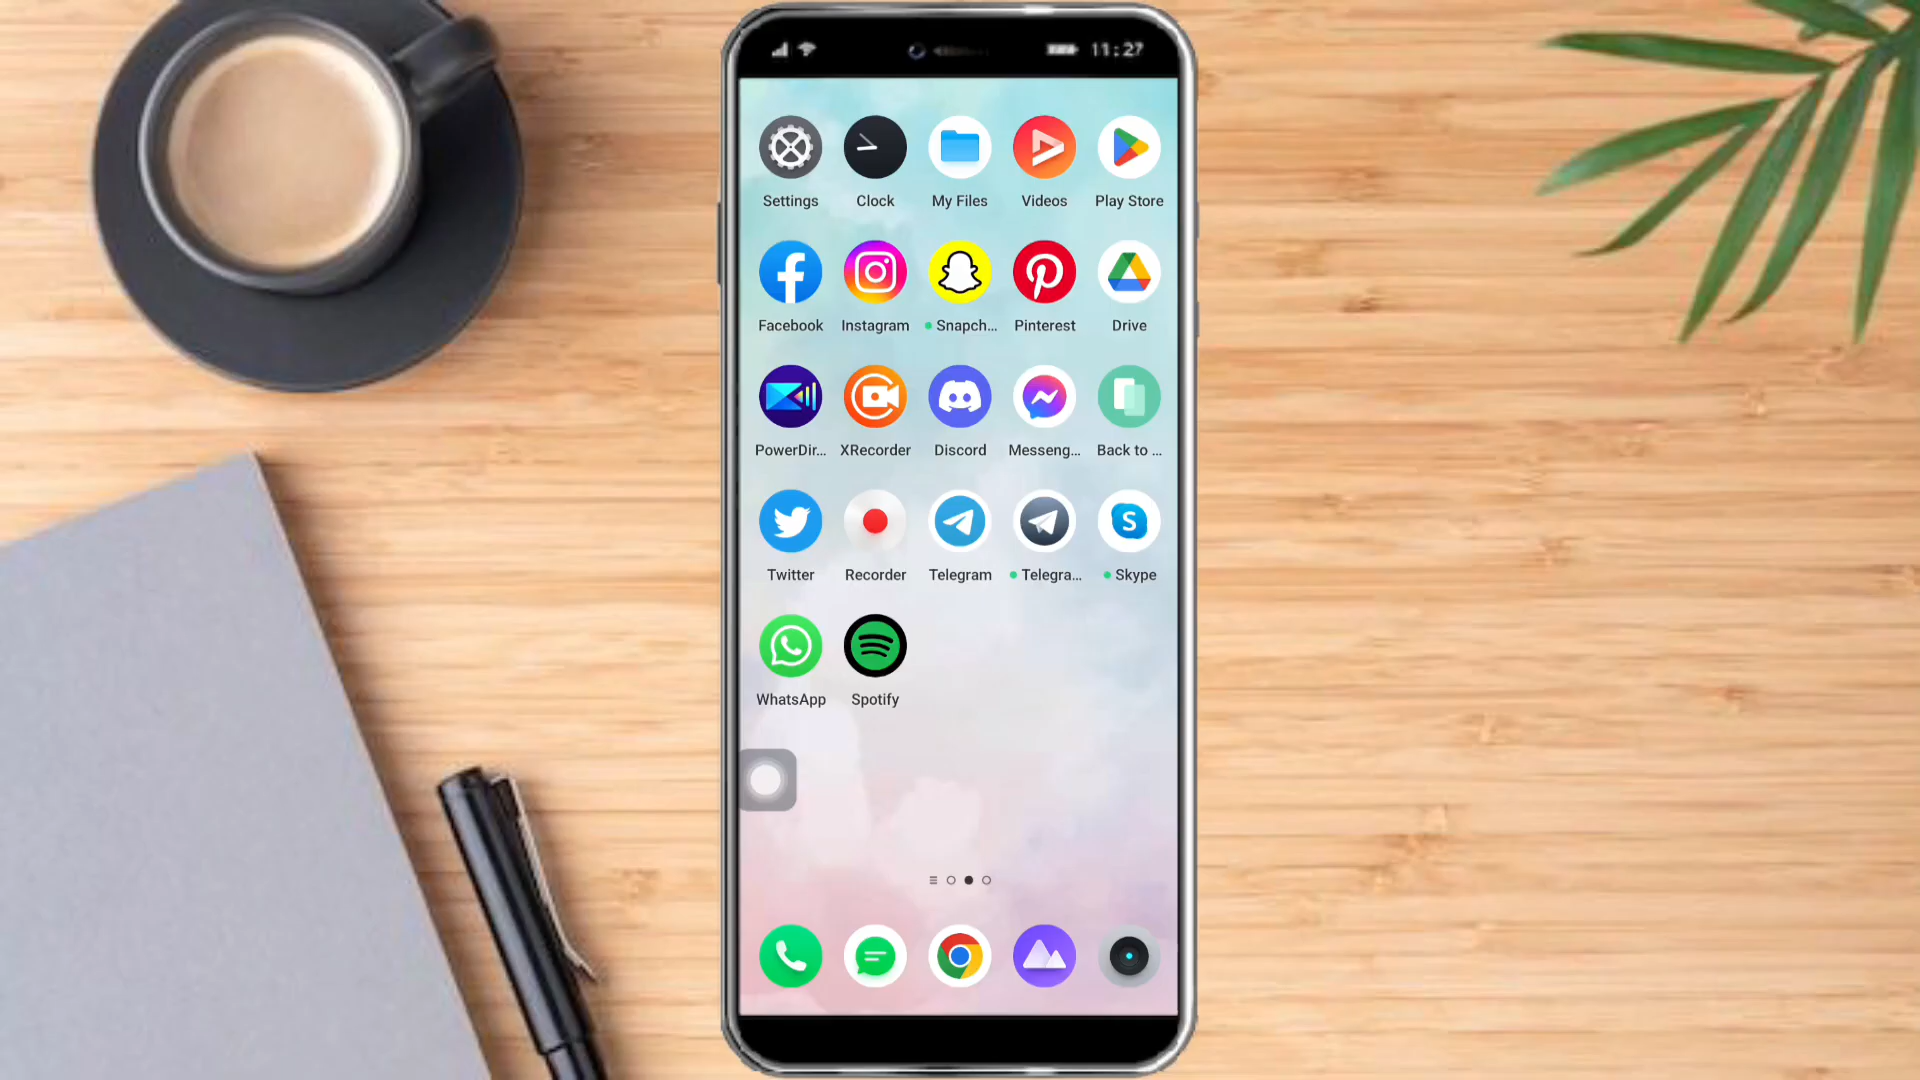 11:27
Settings Clock My Files Videos Play Store
Facebook Instagram Snapch... Pinterest Drive
PowerDir... XRecorder Discord Messeng... Back to ...
Twitter Recorder Telegram Telegra... Skype
WhatsApp Spotify